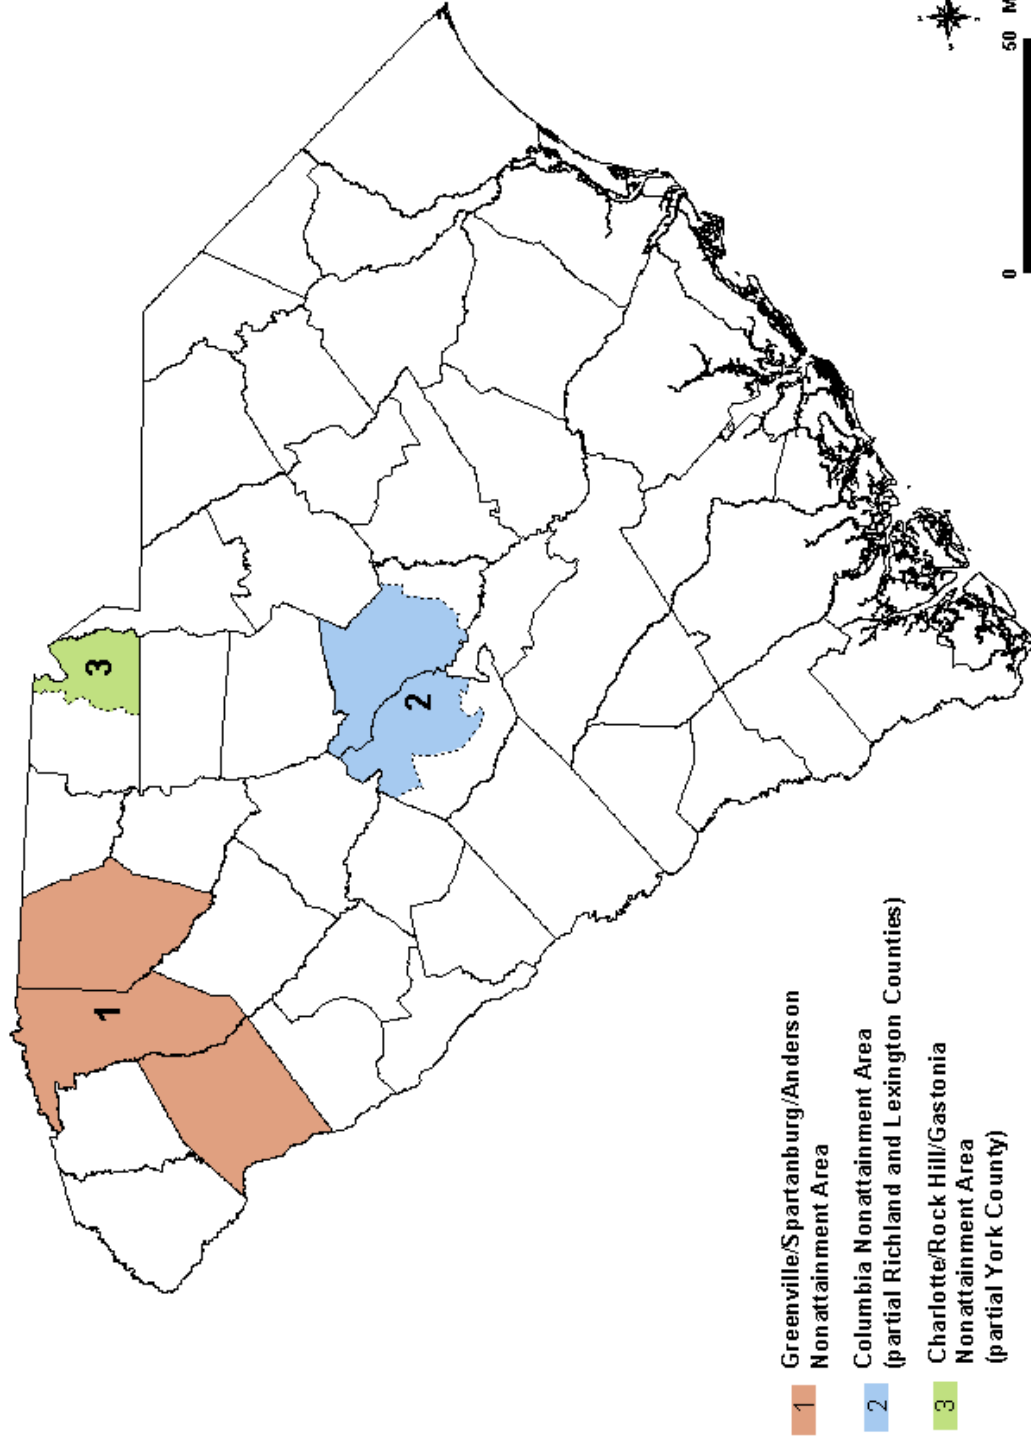 3
1
2
1 Greenville/Spartanburg/Anderson
Nonattainment Area
2 Columbia Nonattainment Area
(partial Richland and Lexington Counties)
3 Charlotte/Rock Hill/Gastonia
Nonattainment Area
(partial York County)
0 50 M